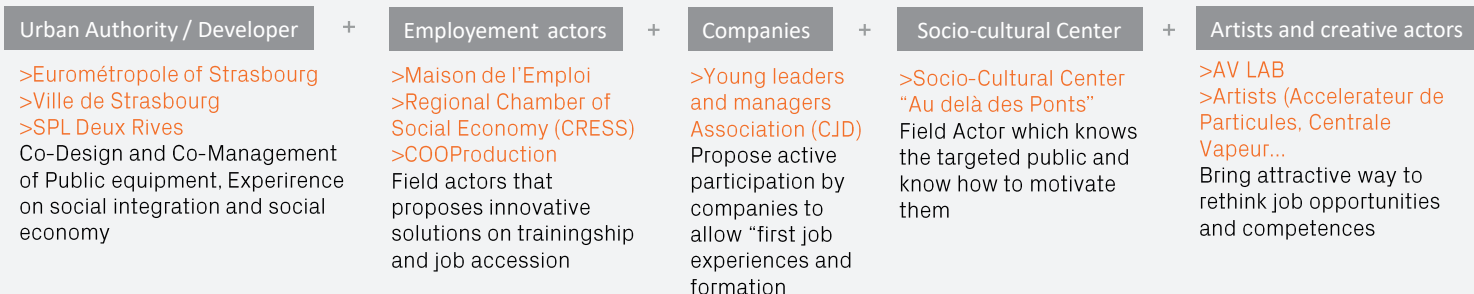 Urban Authority / Developer
>Eurométropole of Strasbourg
>Ville de Strasbourg
>SPL Deux Rives
Co-Design and Co-Management
of Public equipment, Experirence
on social integration and social
economy
+
Employement actors
>Maison de l'Emploi
>Regional Chamber of
Social Economy (CRESS)
>COOProduction
Field actors that
proposes innovative
solutions on trainingship
and job accession
+
Companies
>Young leaders
and managers
Association (CJD)
Propose active
participation by
companies to
allow “first job
experiences and
formation
+
Socio-cultural Center
>Socio-Cultural Center
“Au delà des Ponts”
Field Actor which knows
the targeted public and
know how to motivate
them
+
Artists and creative actors
>AV LAB
>Artists (Accelerateur de
Particules, Centrale
Vapeur...
Bring attractive way to
rethink job opportunities
and competences